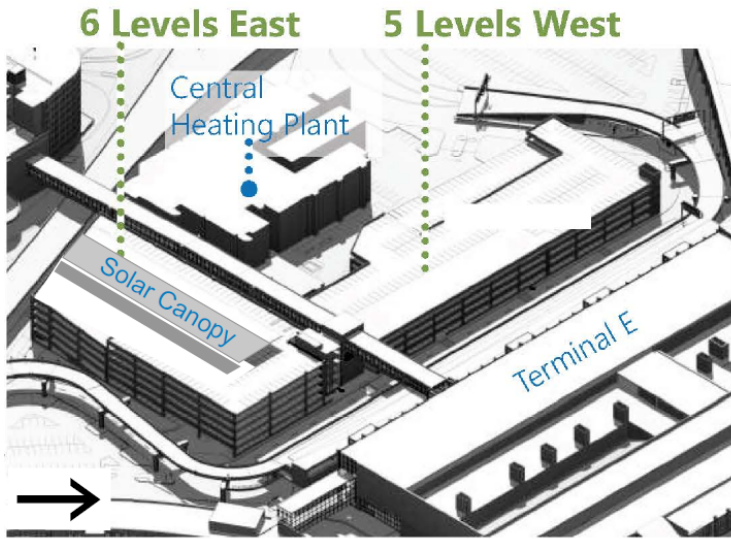 6 Levels East
5 Levels West
Central
Heating Plant
Solar Canopy
Terminal E